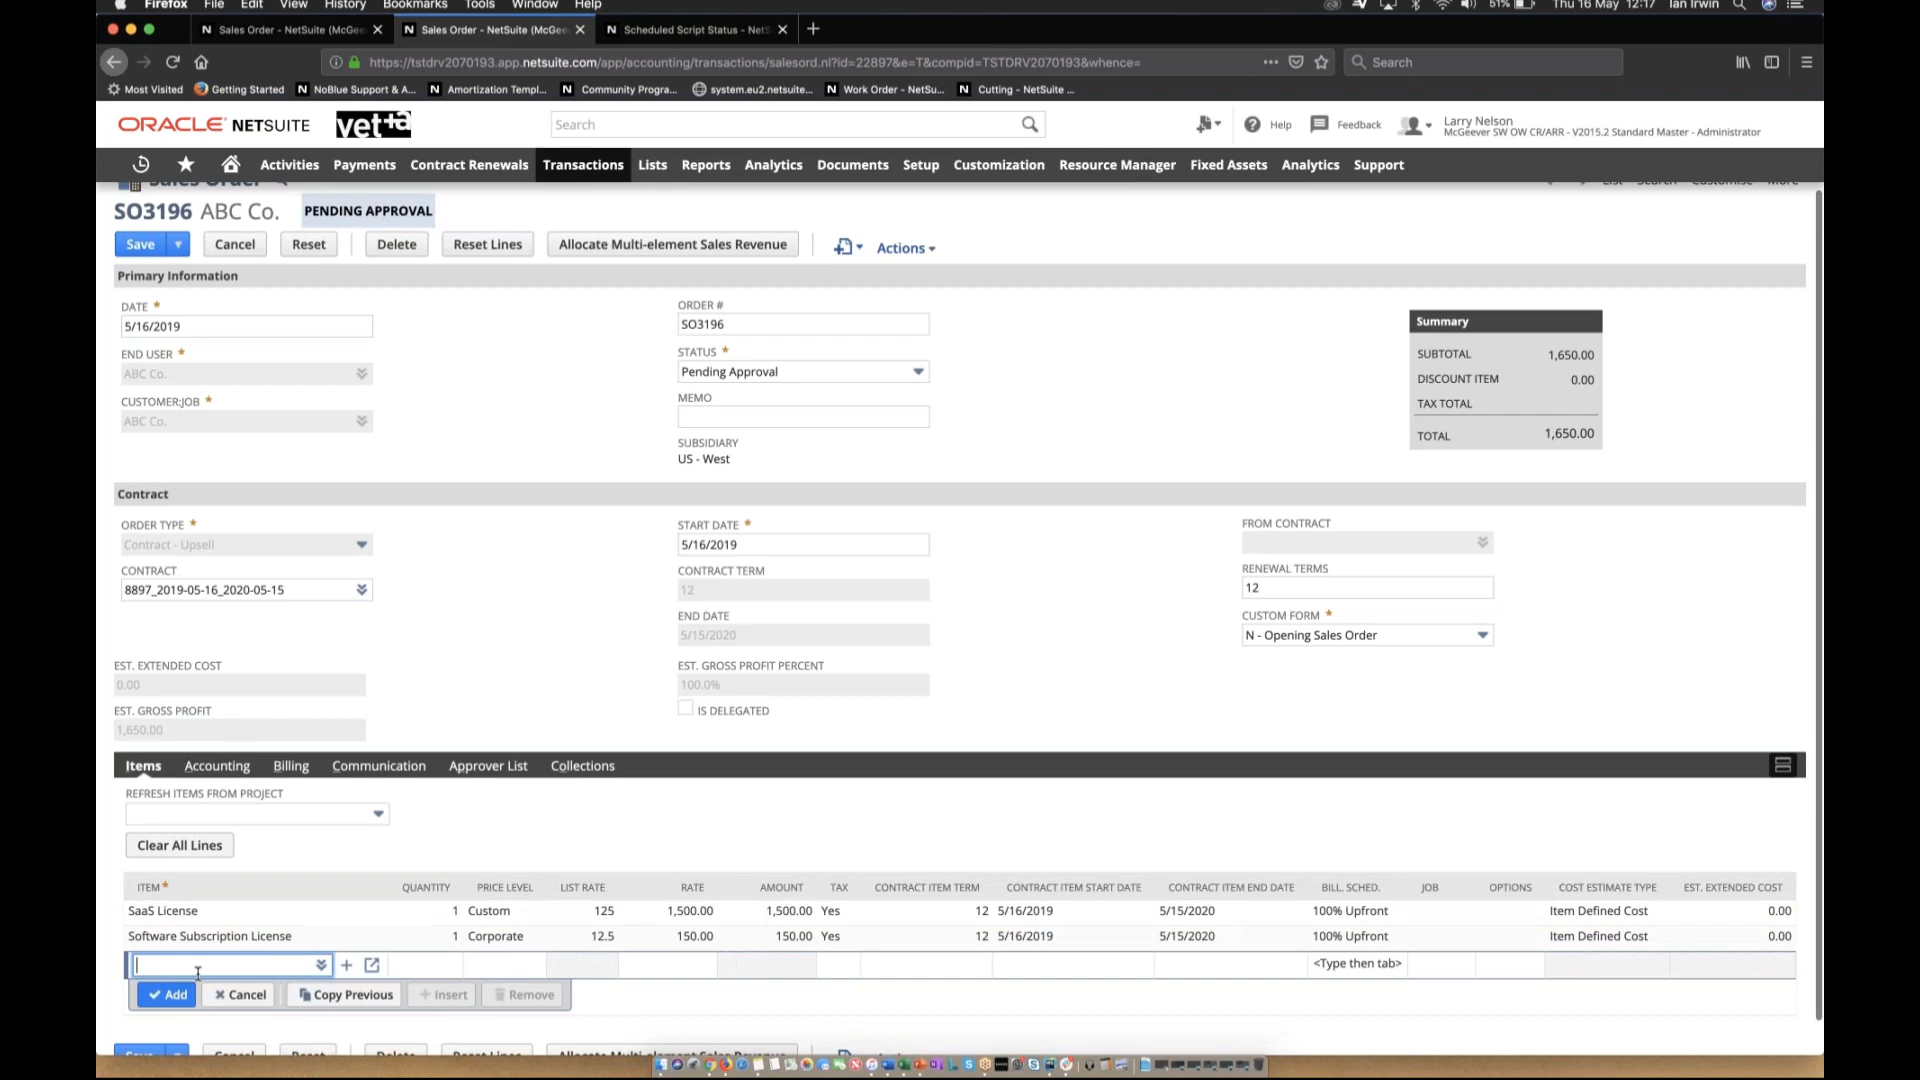 Firefox File Edit View History Bookmarks Tools Window Help 51% Thu 16 May 12:17 Ian Irwin
N Sales Order - NetSuite (McGee N Sales Order - NetSuite (McGee N Scheduled Script Status - NetS
https://tstdrv2070193.app.netsuite.com/app/accounting/transactions/salesord.nl?id=22897&e=T&compid=TSTDRV2070193&whence= Search
Most Visited Getting Started N NoBlue Support & A... N Amortization Templ... N Community Progra... system.eu2.netsuite... N Work Order - NetSu... N Cutting - NetSuite ...
ORACLE NETSUITE vet+a Search Help Feedback Larry Nelson
McGeever SW OW CR/ARR - V2015.2 Standard Master - Administrator
Activities Payments Contract Renewals Transactions Lists Reports Analytics Documents Setup Customization Resource Manager Fixed Assets Analytics Support
Sales Order List Search Customise More
SO3196 ABC Co. PENDING APPROVAL
Save Cancel Reset Delete Reset Lines Allocate Multi-element Sales Revenue Actions
Primary Information
DATE *
5/16/2019
END USER *
ABC Co.
CUSTOMER:JOB *
ABC Co.
ORDER #
SO3196
STATUS *
Pending Approval
MEMO
SUBSIDIARY
US - West
Summary
SUBTOTAL 1,650.00
DISCOUNT ITEM 0.00
TAX TOTAL
TOTAL 1,650.00
Contract
ORDER TYPE *
Contract - Upsell
CONTRACT
8897_2019-05-16_2020-05-15
START DATE *
5/16/2019
CONTRACT TERM
12
END DATE
5/15/2020
FROM CONTRACT
RENEWAL TERMS
12
CUSTOM FORM *
N - Opening Sales Order
EST. EXTENDED COST
0.00
EST. GROSS PROFIT
1,650.00
EST. GROSS PROFIT PERCENT
100.0%
IS DELEGATED
Items Accounting Billing Communication Approver List Collections
REFRESH ITEMS FROM PROJECT
Clear All Lines
ITEM * QUANTITY PRICE LEVEL LIST RATE RATE AMOUNT TAX CONTRACT ITEM TERM CONTRACT ITEM START DATE CONTRACT ITEM END DATE BILL. SCHED. JOB OPTIONS COST ESTIMATE TYPE EST. EXTENDED COST
SaaS License 1 Custom 125 1,500.00 1,500.00 Yes 12 5/16/2019 5/15/2020 100% Upfront Item Defined Cost 0.00
Software Subscription License 1 Corporate 12.5 150.00 150.00 Yes 12 5/16/2019 5/15/2020 100% Upfront Item Defined Cost 0.00
<Type then tab>
Add Cancel Copy Previous Insert Remove
Save Cancel Reset Delete Reset Lines Allocate Multi-element Sales Revenue